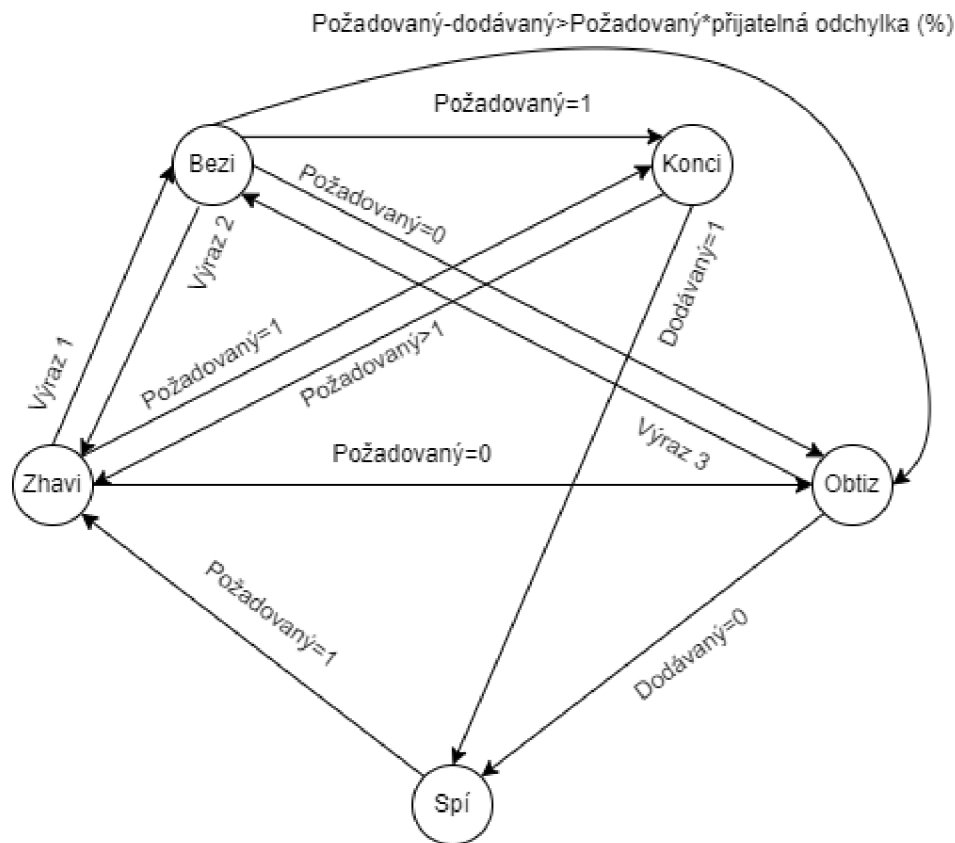 Požadovaný-dodávaný>Požadovaný*přijatelná odchylka (%)
Požadovaný=1
Bezi
Konci
Požadovaný=0
Výraz 2
Dodávaný=1
Výraz 1
Požadovaný=1
Požadovaný>1
Výraz 3
Požadovaný=0
Zhavi
Obtiz
Požadovaný=1
Dodávaný=0
Spí